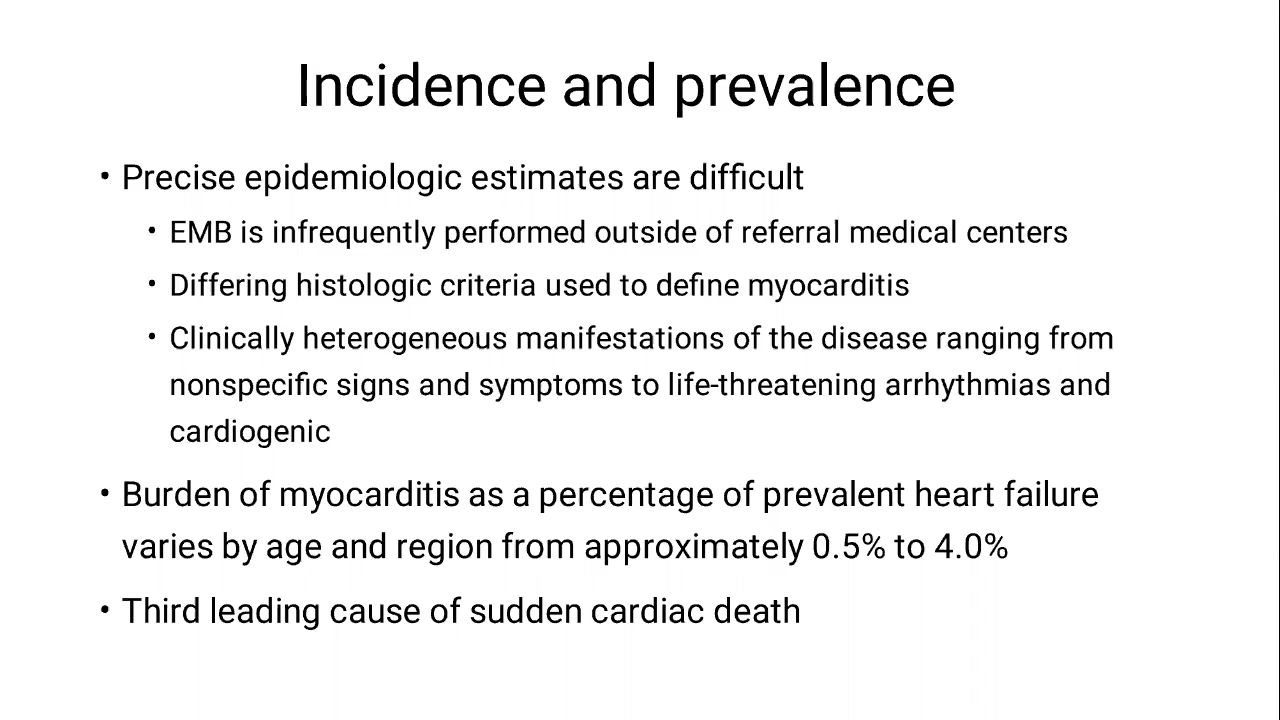 Incidence and prevalence
• Precise epidemiologic estimates are difficult
• EMB is infrequently performed outside of referral medical centers
• Differing histologic criteria used to define myocarditis
• Clinically heterogeneous manifestations of the disease ranging from
nonspecific signs and symptoms to life-threatening arrhythmias and
cardiogenic
• Burden of myocarditis as a percentage of prevalent heart failure
varies by age and region from approximately 0.5% to 4.0%
• Third leading cause of sudden cardiac death